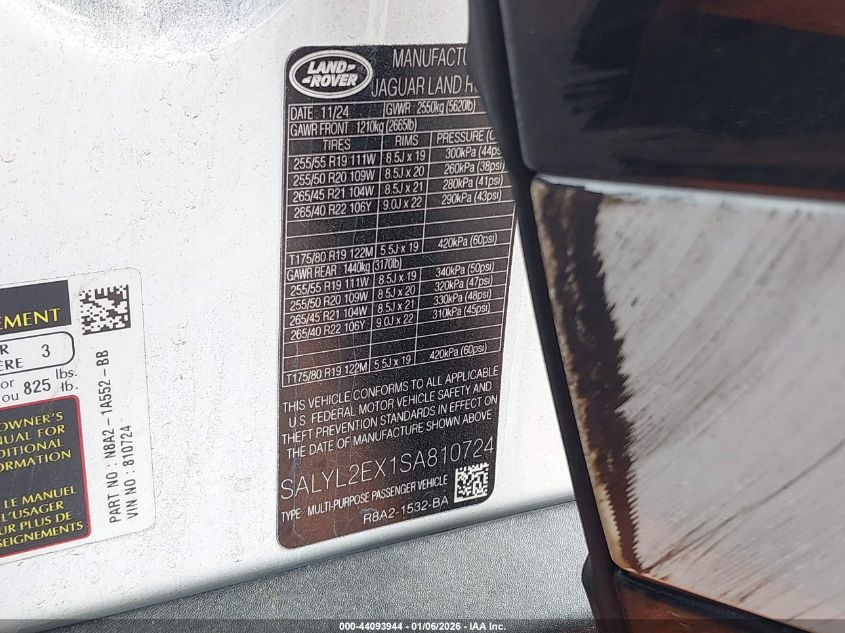 LAND-
-ROVER
MANUFACTU
JAGUAR LAND R
DATE : 11/24 GVWR : 2550kg (5620lb)
GAWR FRONT : 1210kg (2665lb)
TIRES RIMS PRESSURE (C
255/55 R19 111W 8.5J x 19 300kPa (44ps
255/50 R20 109W 8.5J x 20 260kPa (38psi)
265/45 R21 104W 8.5J x 21 280kPa (41psi)
265/40 R22 106Y 9.0J x 22 290kPa (43psi)
T175/80 R19 122M 5.5J x 19 420kPa (60psi)
GAWR REAR : 1440kg (3170lb)
255/55 R19 111W 8.5J x 19 340kPa (50psi)
255/50 R20 109W 8.5J x 20 320kPa (47psi)
265/45 R21 104W 8.5J x 21 330kPa (48psi)
265/40 R22 106Y 9.0J x 22 310kPa (45psi)
T175/80 R19 122M 5.5J x 19 420kPa (60psi)
THIS VEHICLE CONFORMS TO ALL APPLICABLE
U.S. FEDERAL MOTOR VEHICLE SAFETY AND
THEFT PREVENTION STANDARDS IN EFFECT ON
THE DATE OF MANUFACTURE SHOWN ABOVE
SALYL2EX1SA810724
TYPE : MULTI-PURPOSE PASSENGER VEHICLE
R8A2-1532-BA
EMENT
R
ÈRE 3
or
ou 825 lbs.
lb.
OWNER'S
NUAL FOR
DITIONAL
ORMATION
LE MANUEL
L'USAGER
UR PLUS DE
SEIGNEMENTS
PART NO : N8A2-1A552-BB
VIN NO : 810724
000-44093944 | 01/06/2026 - IAA Inc.